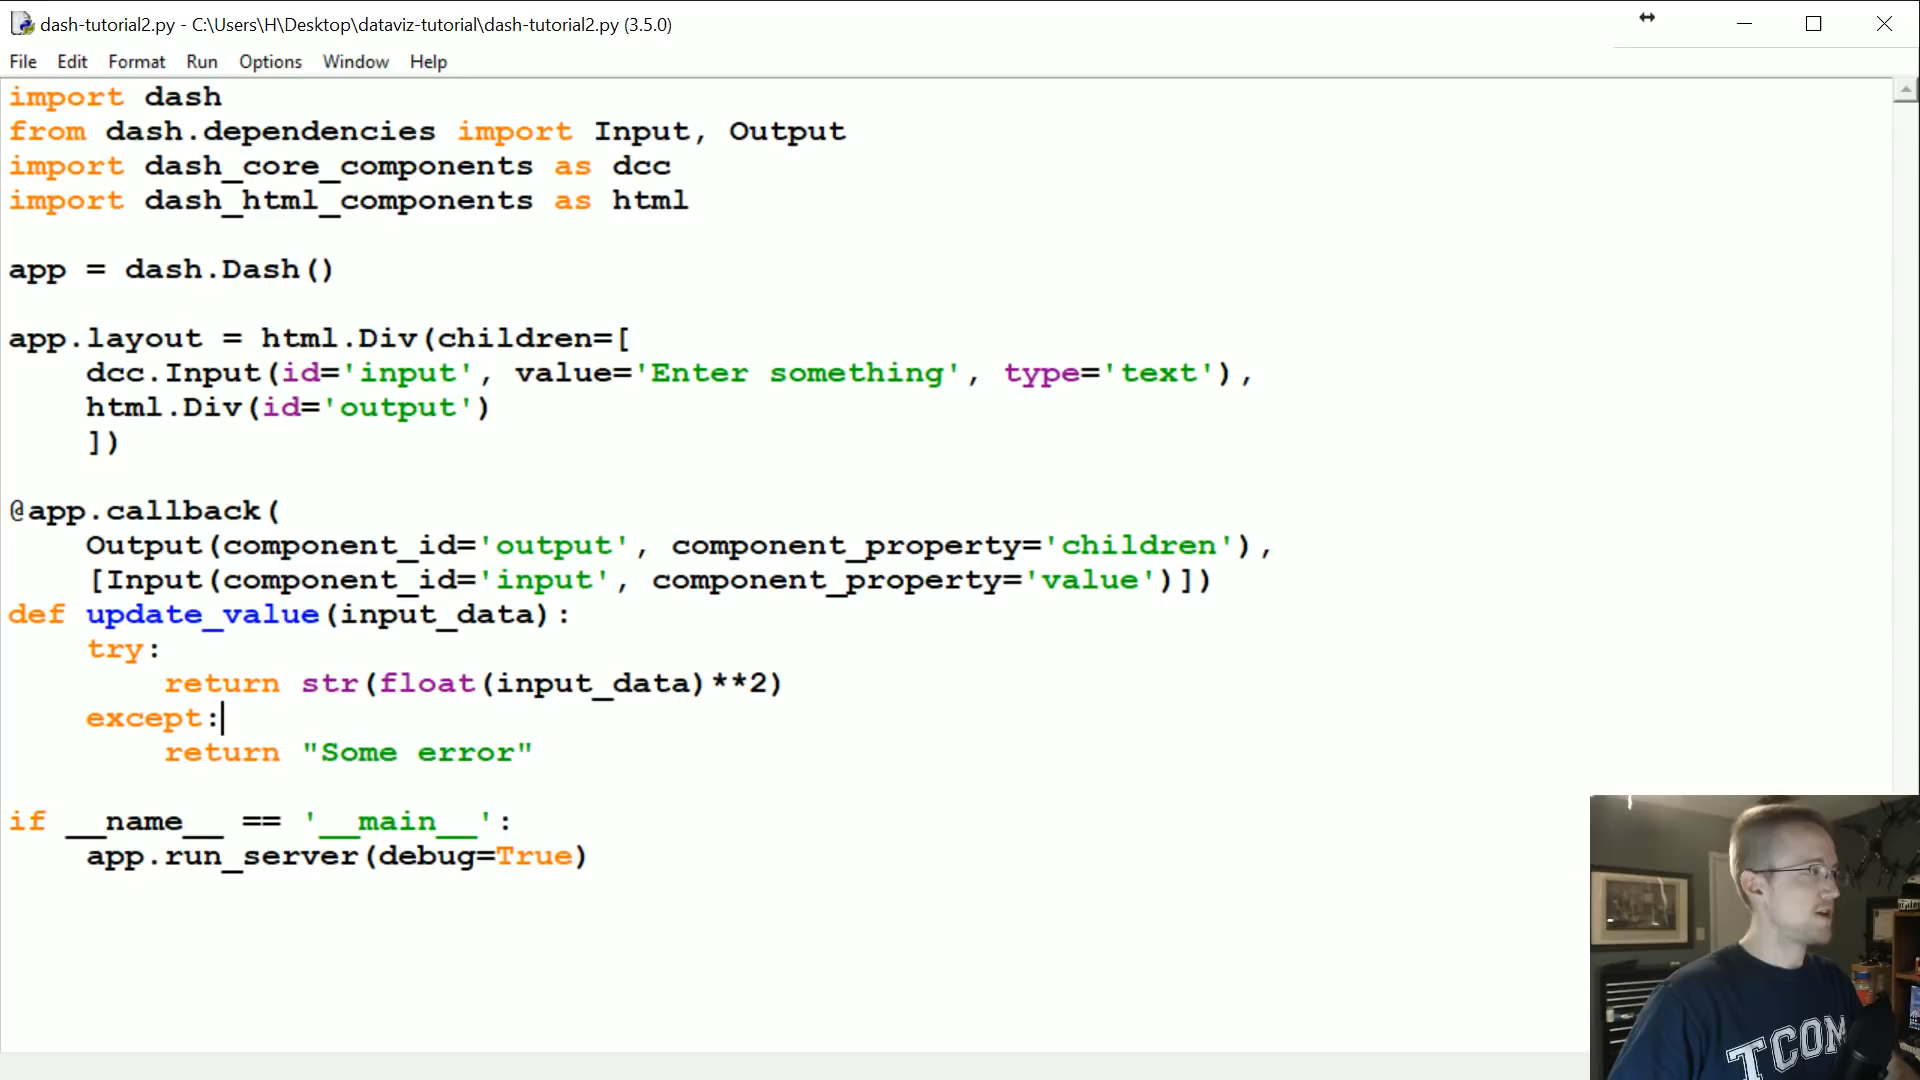 dash-tutorial2.py - C:\Users\H\Desktop\dataviz-tutorial\dash-tutorial2.py (3.5.0)
File Edit Format Run Options Window Help
import dash
from dash.dependencies import Input, Output
import dash_core_components as dcc
import dash_html_components as html
app = dash.Dash()
app.layout = html.Div(children=[
    dcc.Input(id='input', value='Enter something', type='text'),
    html.Div(id='output')
    ])
@app.callback(
    Output(component_id='output', component_property='children'),
    [Input(component_id='input', component_property='value')])
def update_value(input_data):
    try:
        return str(float(input_data)**2)
    except:
        return "Some error"
if __name__ == '__main__':
    app.run_server(debug=True)
TCOM